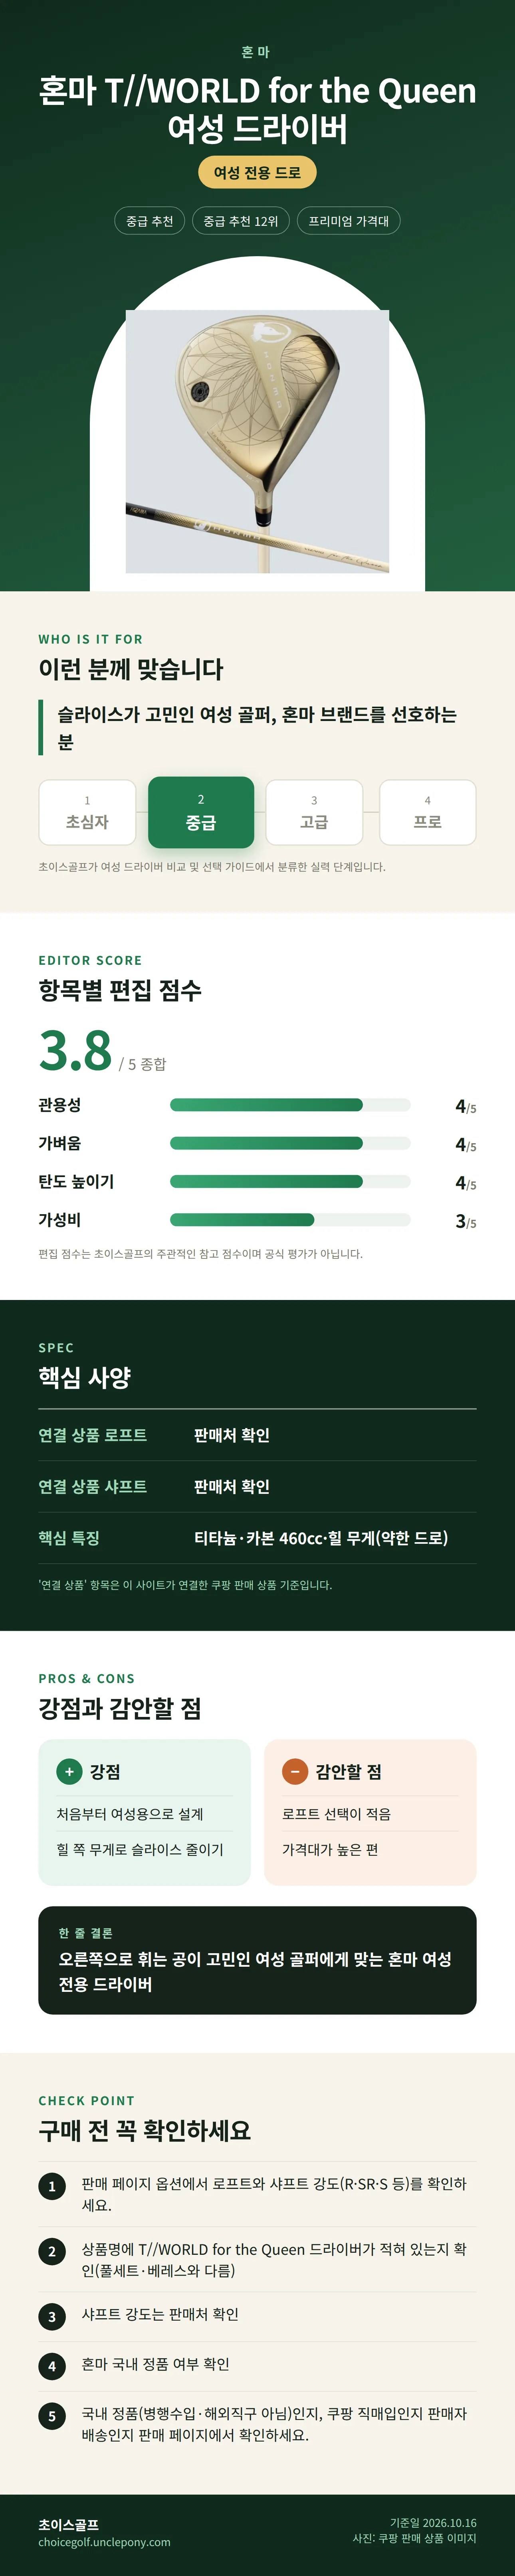 혼마
혼마 T//WORLD for the Queen
여성 드라이버
여성 전용 드로
중급 추천
중급 추천 12위
프리미엄 가격대
HONMA
WHO IS IT FOR
이런 분께 맞습니다
슬라이스가 고민인 여성 골퍼, 혼마 브랜드를 선호하는
분
1
초심자
2
중급
3
고급
4
프로
초이스골프가 여성 드라이버 비교 및 선택 가이드에서 분류한 실력 단계입니다.
EDITOR SCORE
항목별 편집 점수
3.8 / 5 종합
관용성 4/5
가벼움 4/5
탄도 높이기 4/5
가성비 3/5
편집 점수는 초이스골프의 주관적인 참고 점수이며 공식 평가가 아닙니다.
SPEC
핵심 사양
연결 상품 로프트 판매처 확인
연결 상품 샤프트 판매처 확인
핵심 특징 티타늄·카본 460cc·힐 무게(약한 드로)
'연결 상품' 항목은 이 사이트가 연결한 쿠팡 판매 상품 기준입니다.
PROS & CONS
강점과 감안할 점
+ 강점
처음부터 여성용으로 설계
힐 쪽 무게로 슬라이스 줄이기
− 감안할 점
로프트 선택이 적음
가격대가 높은 편
한 줄 결론
오른쪽으로 휘는 공이 고민인 여성 골퍼에게 맞는 혼마 여성
전용 드라이버
CHECK POINT
구매 전 꼭 확인하세요
1 판매 페이지 옵션에서 로프트와 샤프트 강도(R·SR·S 등)를 확인하
세요.
2 상품명에 T//WORLD for the Queen 드라이버가 적혀 있는지 확
인(풀세트·베레스와 다름)
3 샤프트 강도는 판매처 확인
4 혼마 국내 정품 여부 확인
5 국내 정품(병행수입·해외직구 아님)인지, 쿠팡 직매입인지 판매자
배송인지 판매 페이지에서 확인하세요.
초이스골프
choicegolf.unclepony.com
기준일 2026.10.16
사진: 쿠팡 판매 상품 이미지